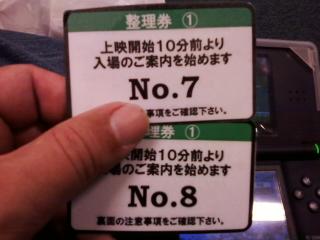 整理券 ①
上映開始10分前より
入場のご案内を始めます
No.7
意事項をご確認下さい。
理券 ①
映開始10分前より
場のご案内を始めます
No.8
裏面の注意事項をご確認下さい。